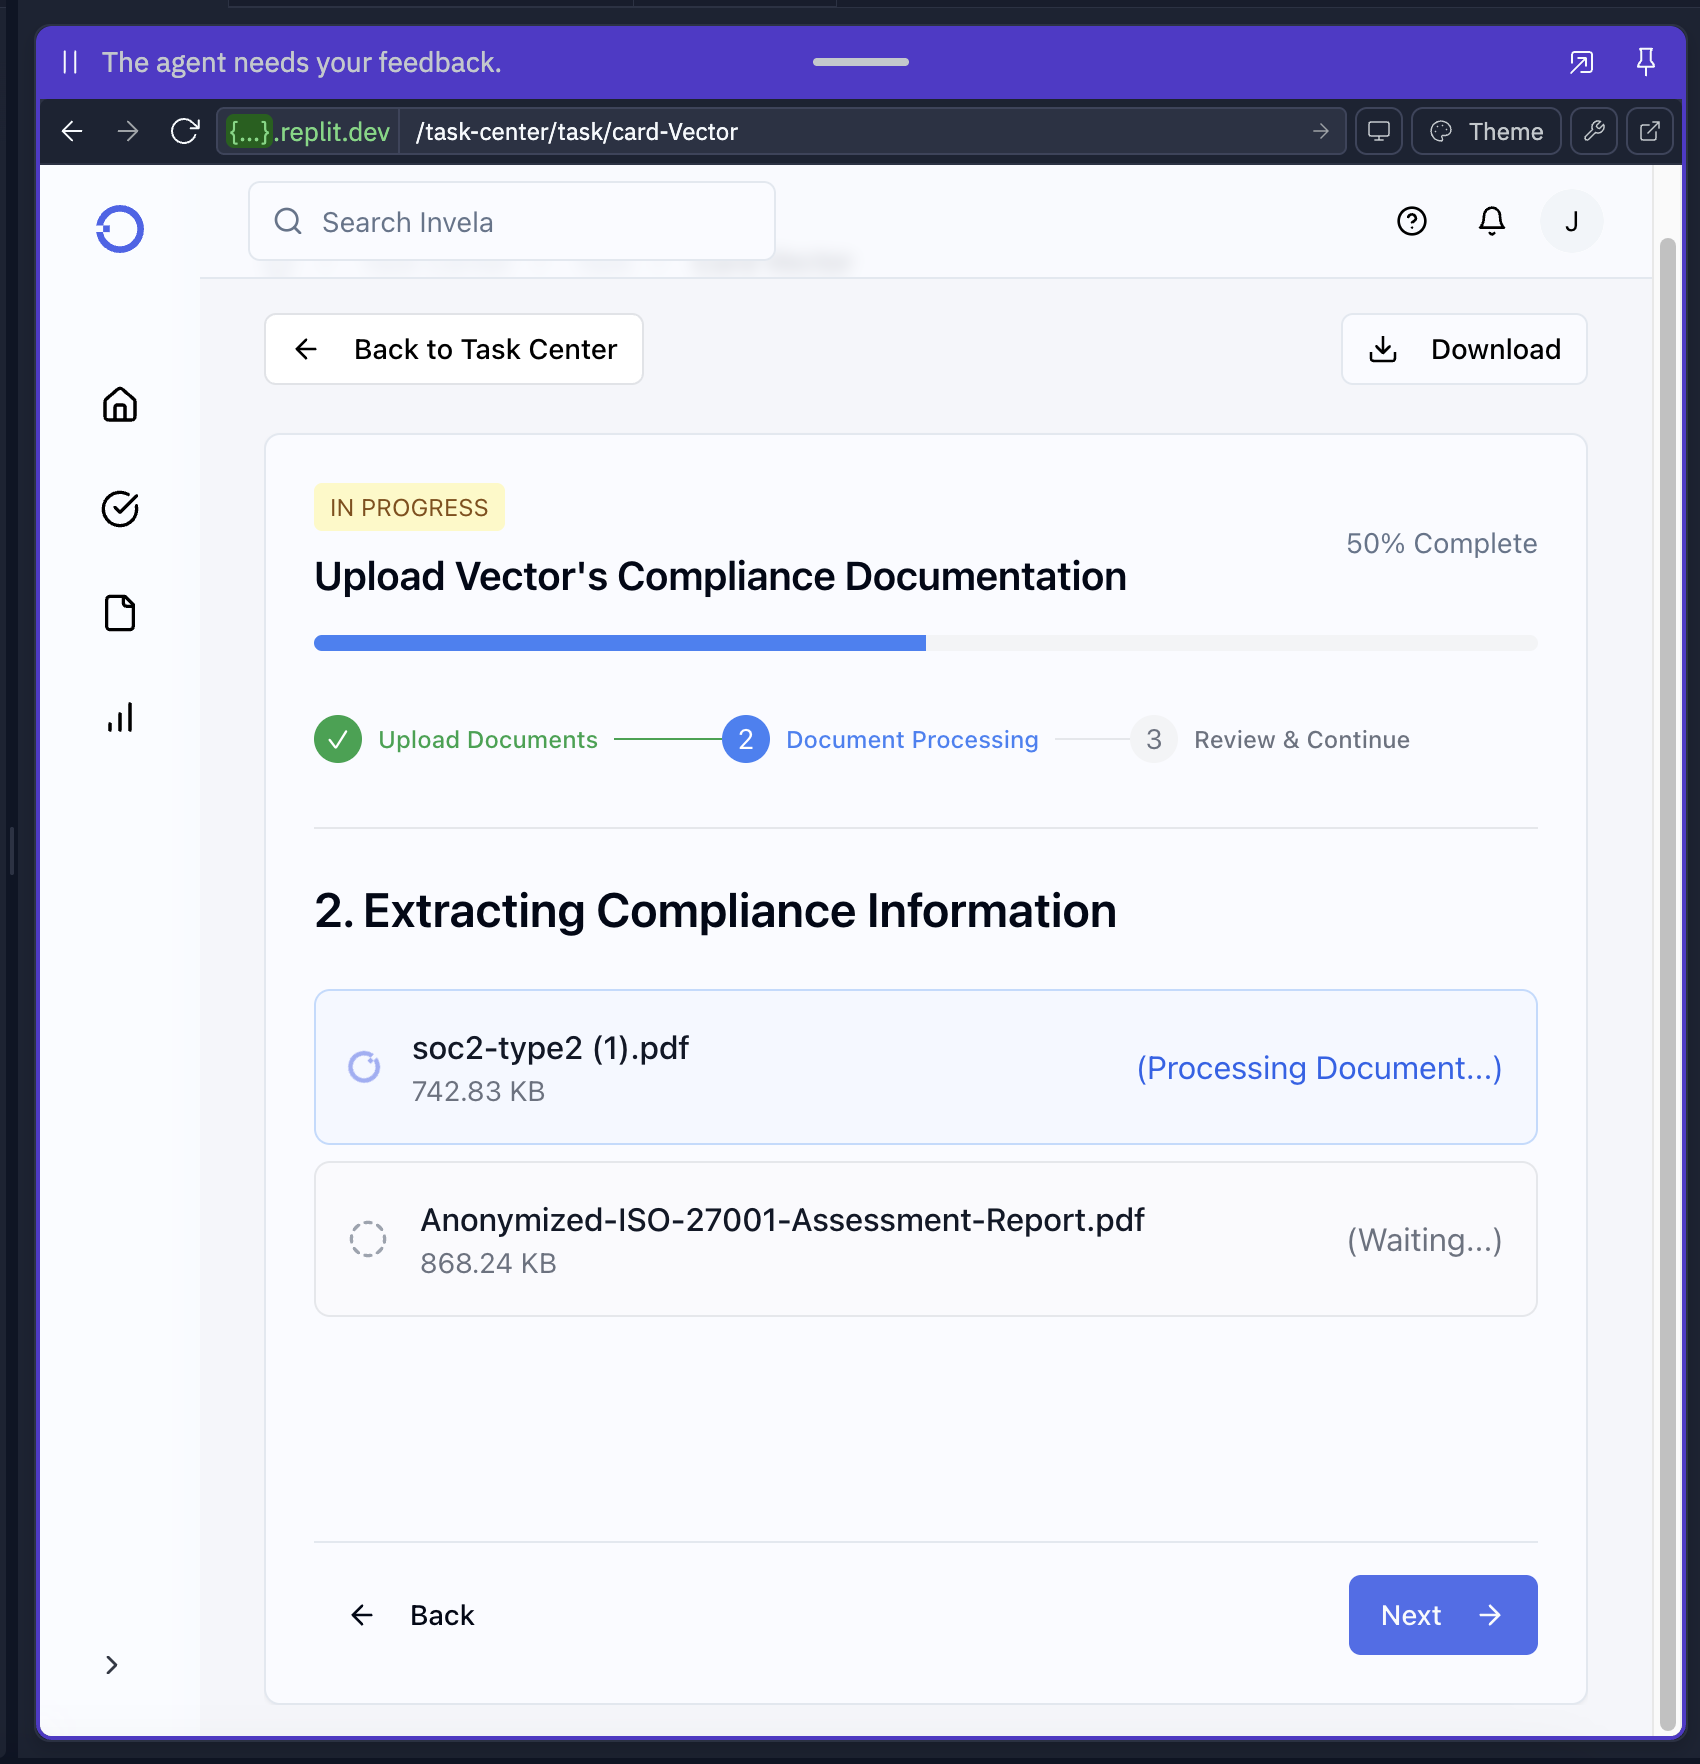 The agent needs your feedback.
{...}.replit.dev /task-center/task/card-Vector
Theme
Search Invela
J
Back to Task Center
Download
IN PROGRESS
50% Complete
Upload Vector's Compliance Documentation
Upload Documents
2 Document Processing
3 Review & Continue
2. Extracting Compliance Information
soc2-type2 (1).pdf
742.83 KB
(Processing Document...)
Anonymized-ISO-27001-Assessment-Report.pdf
868.24 KB
(Waiting...)
Back
Next